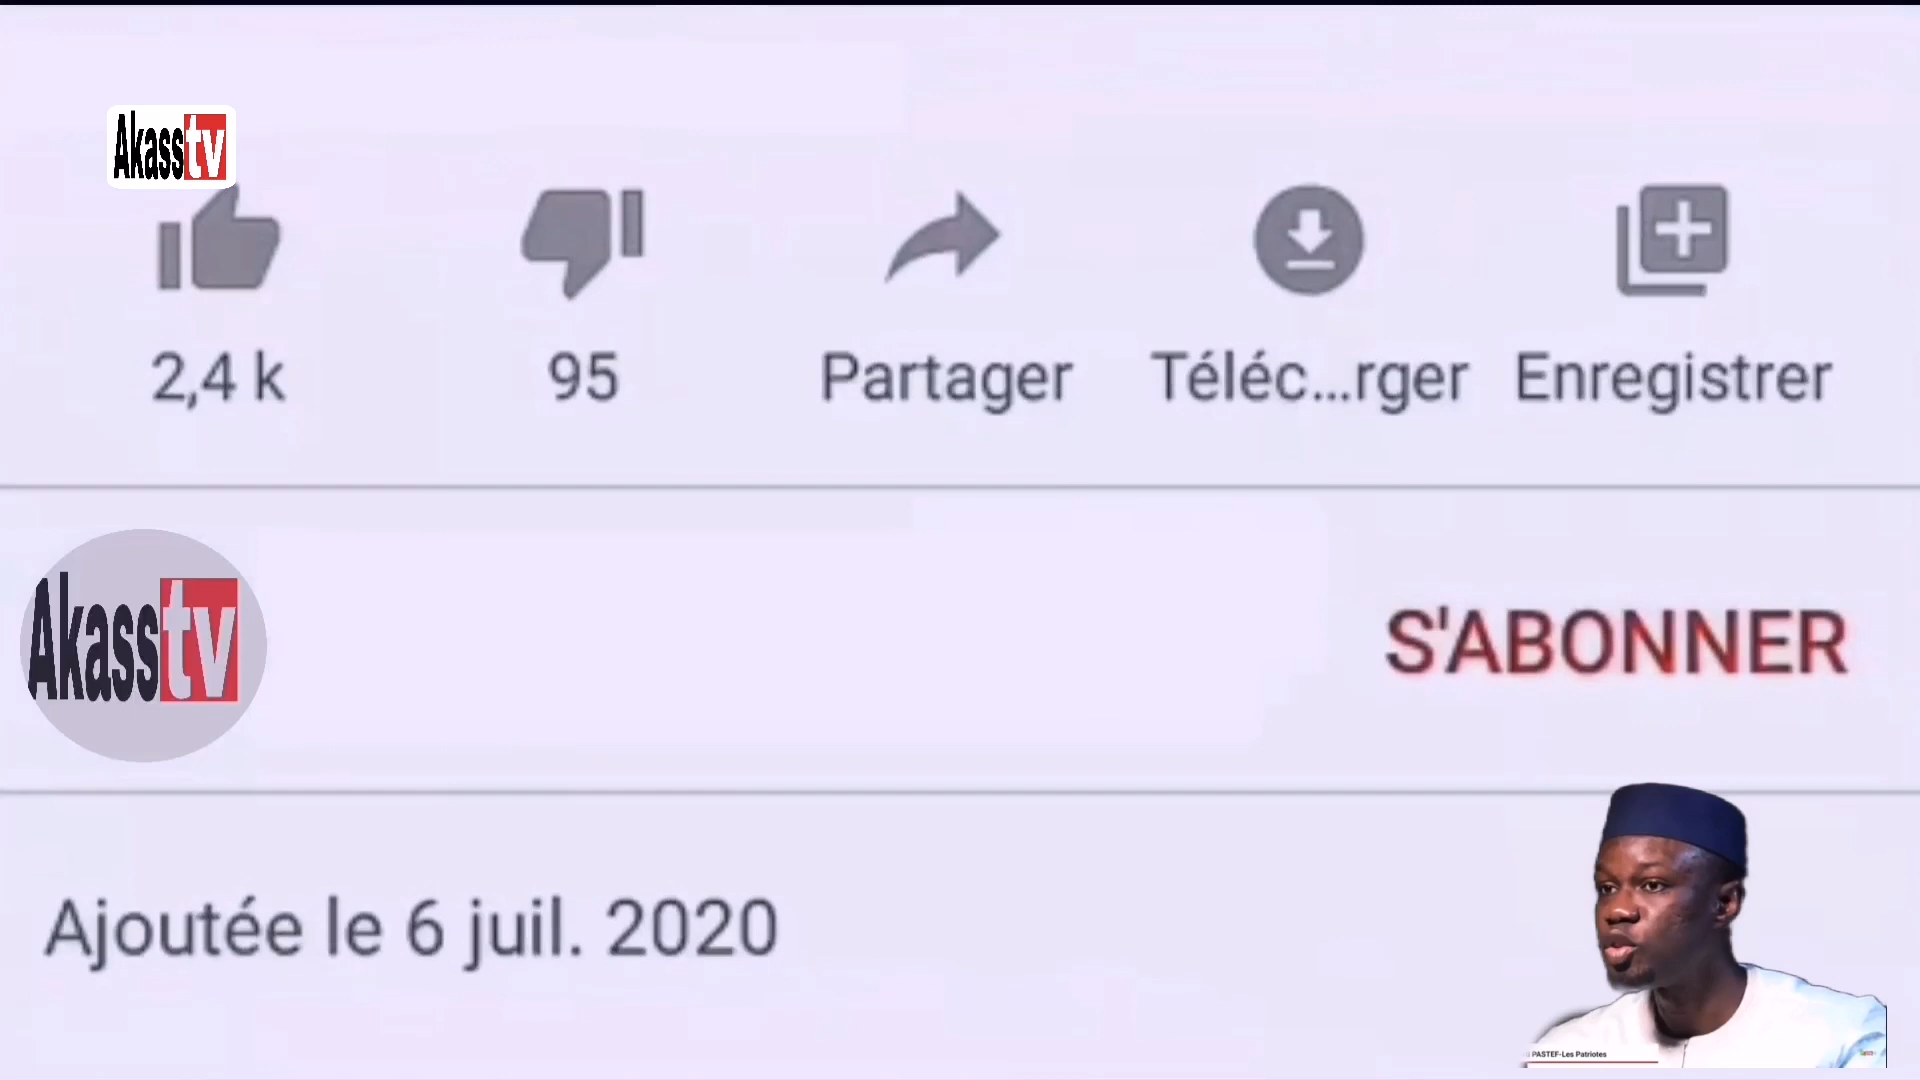 Akasstv
2,4 k
95
Partager
Téléc...rger
Enregistrer
Akasstv
S'ABONNER
Ajoutée le 6 juil. 2020
PASTEF-Les Patriotes